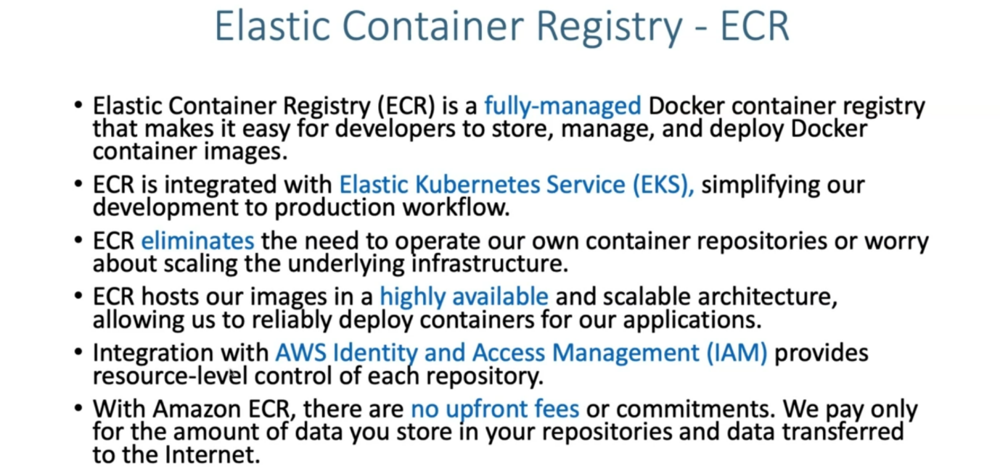 Elastic Container Registry - ECR
• Elastic Container Registry (ECR) is a fully-managed Docker container registry
that makes it easy for developers to store, manage, and deploy Docker
container images.
• ECR is integrated with Elastic Kubernetes Service (EKS), simplifying our
development to production workflow.
• ECR eliminates the need to operate our own container repositories or worry
about scaling the underlying infrastructure.
• ECR hosts our images in a highly available and scalable architecture,
allowing us to reliably deploy containers for our applications.
• Integration with AWS Identity and Access Management (IAM) provides
resource-level control of each repository.
• With Amazon ECR, there are no upfront fees or commitments. We pay only
for the amount of data you store in your repositories and data transferred
to the Internet.